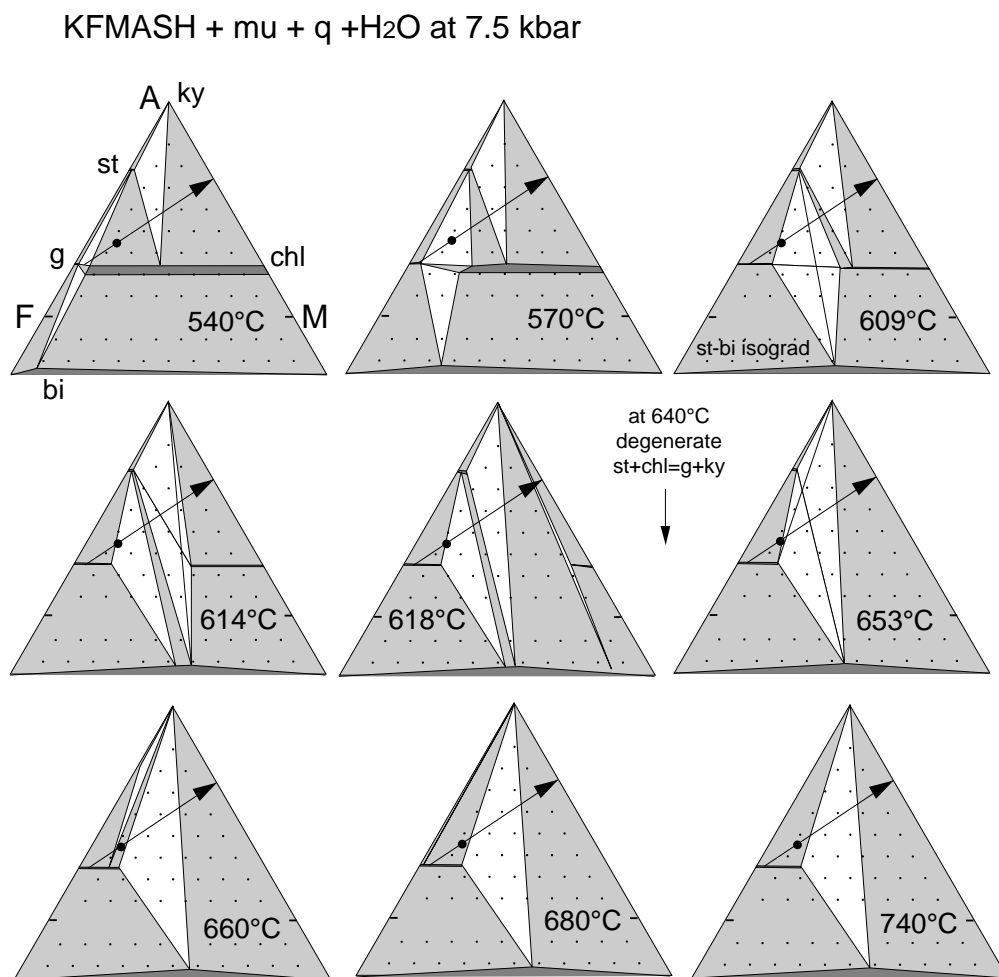 KFMASH + mu + q +H2O at 7.5 kbar
A ky
st
g
chl
F
M
540°C
bi
570°C
st-bi isograd
609°C
614°C
618°C
at 640°C
degenerate
st+chl=g+ky
653°C
660°C
680°C
740°C